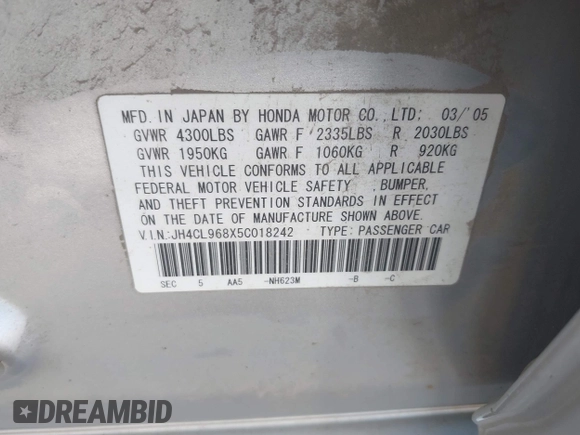 MFD. IN JAPAN BY HONDA MOTOR CO., LTD: 03/'05
GVWR 4300LBS GAWR F 2335LBS R 2030LBS
GVWR 1950KG GAWR F 1060KG R 920KG
THIS VEHICLE CONFORMS TO ALL APPLICABLE
FEDERAL MOTOR VEHICLE SAFETY , BUMPER,
AND THEFT PREVENTION STANDARDS IN EFFECT
ON THE DATE OF MANUFACTURE SHOWN ABOVE.
V.I.N.:JH4CL968X5C018242 TYPE: PASSENGER CAR
SEC 5 AA5 -NH623M -B -C
DREAMBID